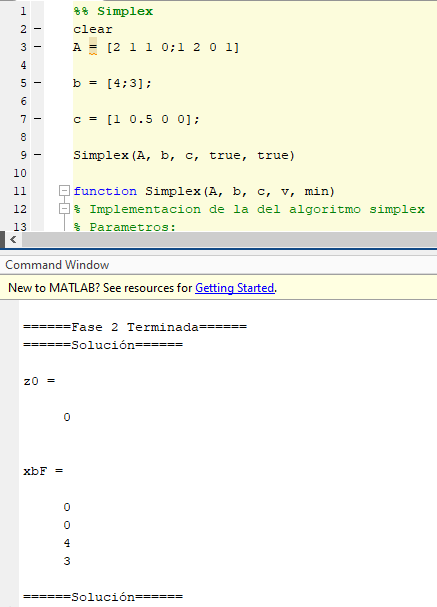 1 %% Simplex
2 — clear
3 — A = [2 1 1 0;1 2 0 1]
4
5 — b = [4;3];
6
7 — c = [1 0.5 0 0];
8
9 — Simplex(A, b, c, true, true)
10
11 function Simplex(A, b, c, v, min)
12 % Implementacion de la del algoritmo simplex
13 % Parametros:
Command Window
New to MATLAB? See resources for Getting Started.
======Fase 2 Terminada======
======Solución======
z0 =
0
xbF =
0
0
4
3
======Solución======